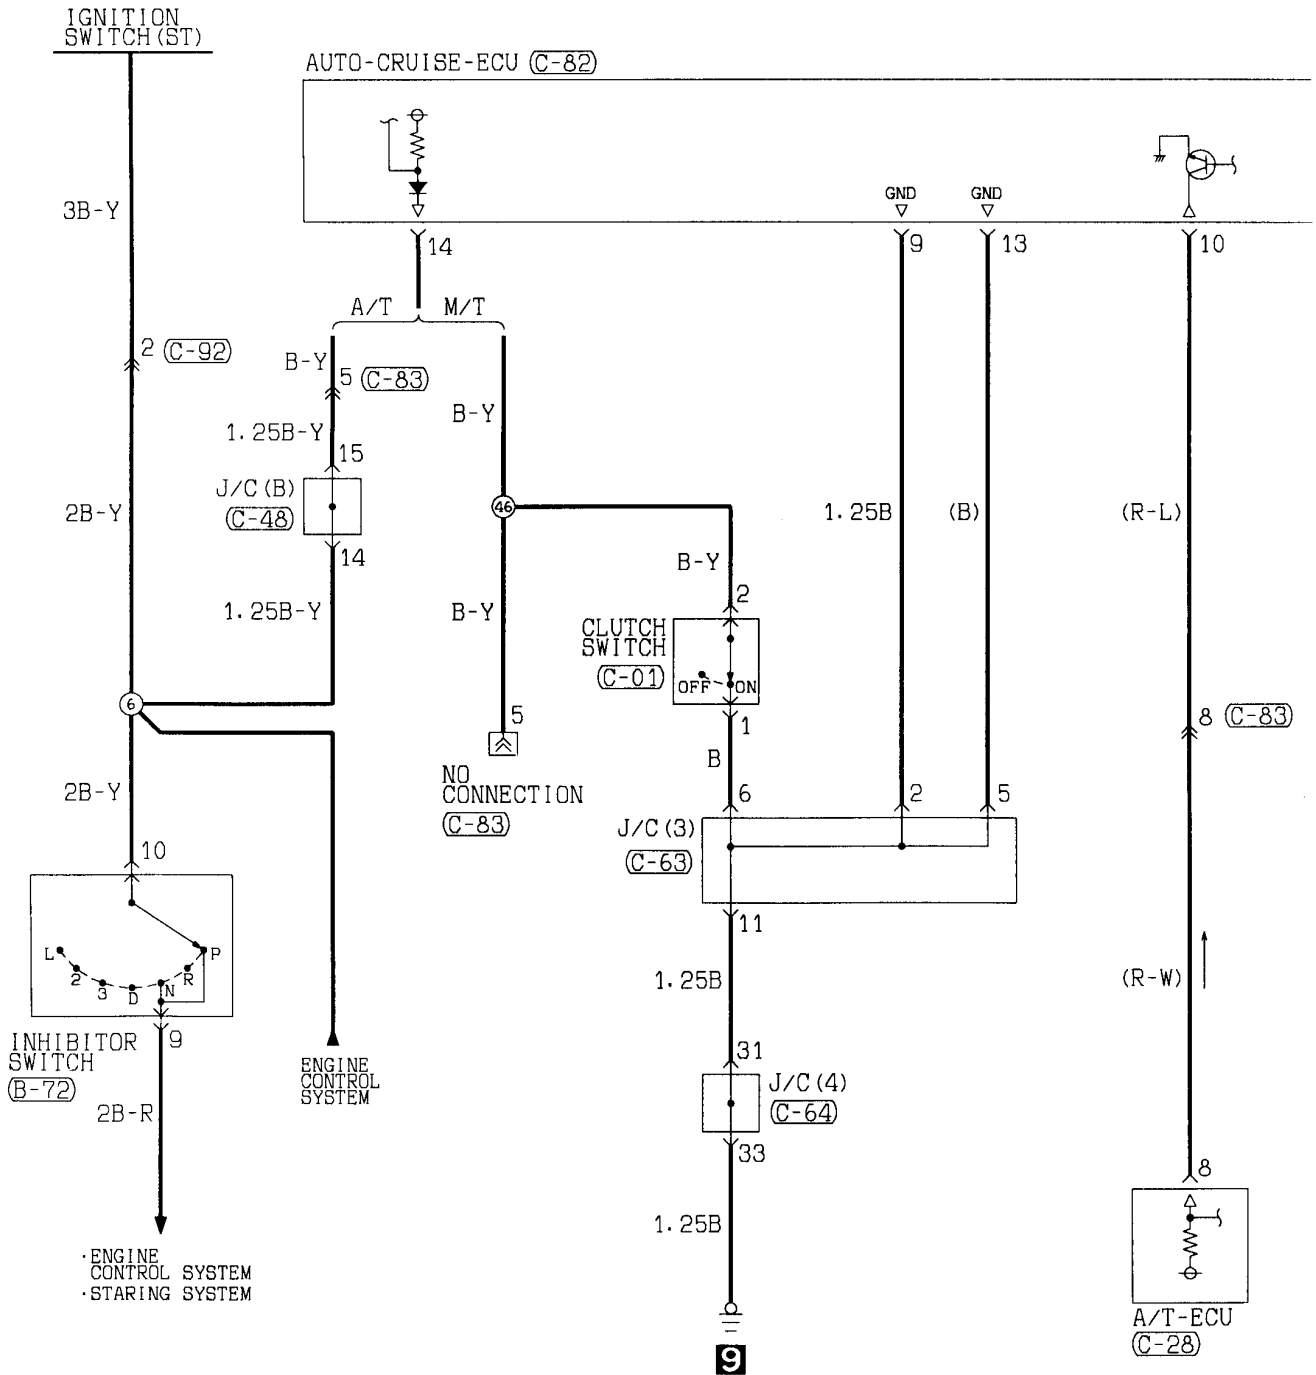 IGNITION
SWITCH(ST)
AUTO-CRUISE-ECU (C-82)
GND
GND
3B-Y
14
9
13
10
A/T
M/T
2 (C-92)
B-Y
5 (C-83)
B-Y
1.25B-Y
15
J/C(B)
(C-48)
46
2B-Y
1.25B
(B)
(R-L)
14
B-Y
2
1.25B-Y
B-Y
CLUTCH
SWITCH
(C-01)
OFF
ON
6
5
1
8 (C-83)
B
NO
CONNECTION
(C-83)
2B-Y
6
2
5
J/C(3)
(C-63)
10
11
L
2
3
D
N
R
P
1.25B
(R-W)
9
INHIBITOR
SWITCH
(B-72)
2B-R
ENGINE
CONTROL
SYSTEM
31
J/C(4)
(C-64)
33
8
1.25B
·ENGINE
CONTROL SYSTEM
·STARING SYSTEM
9
A/T-ECU
(C-28)